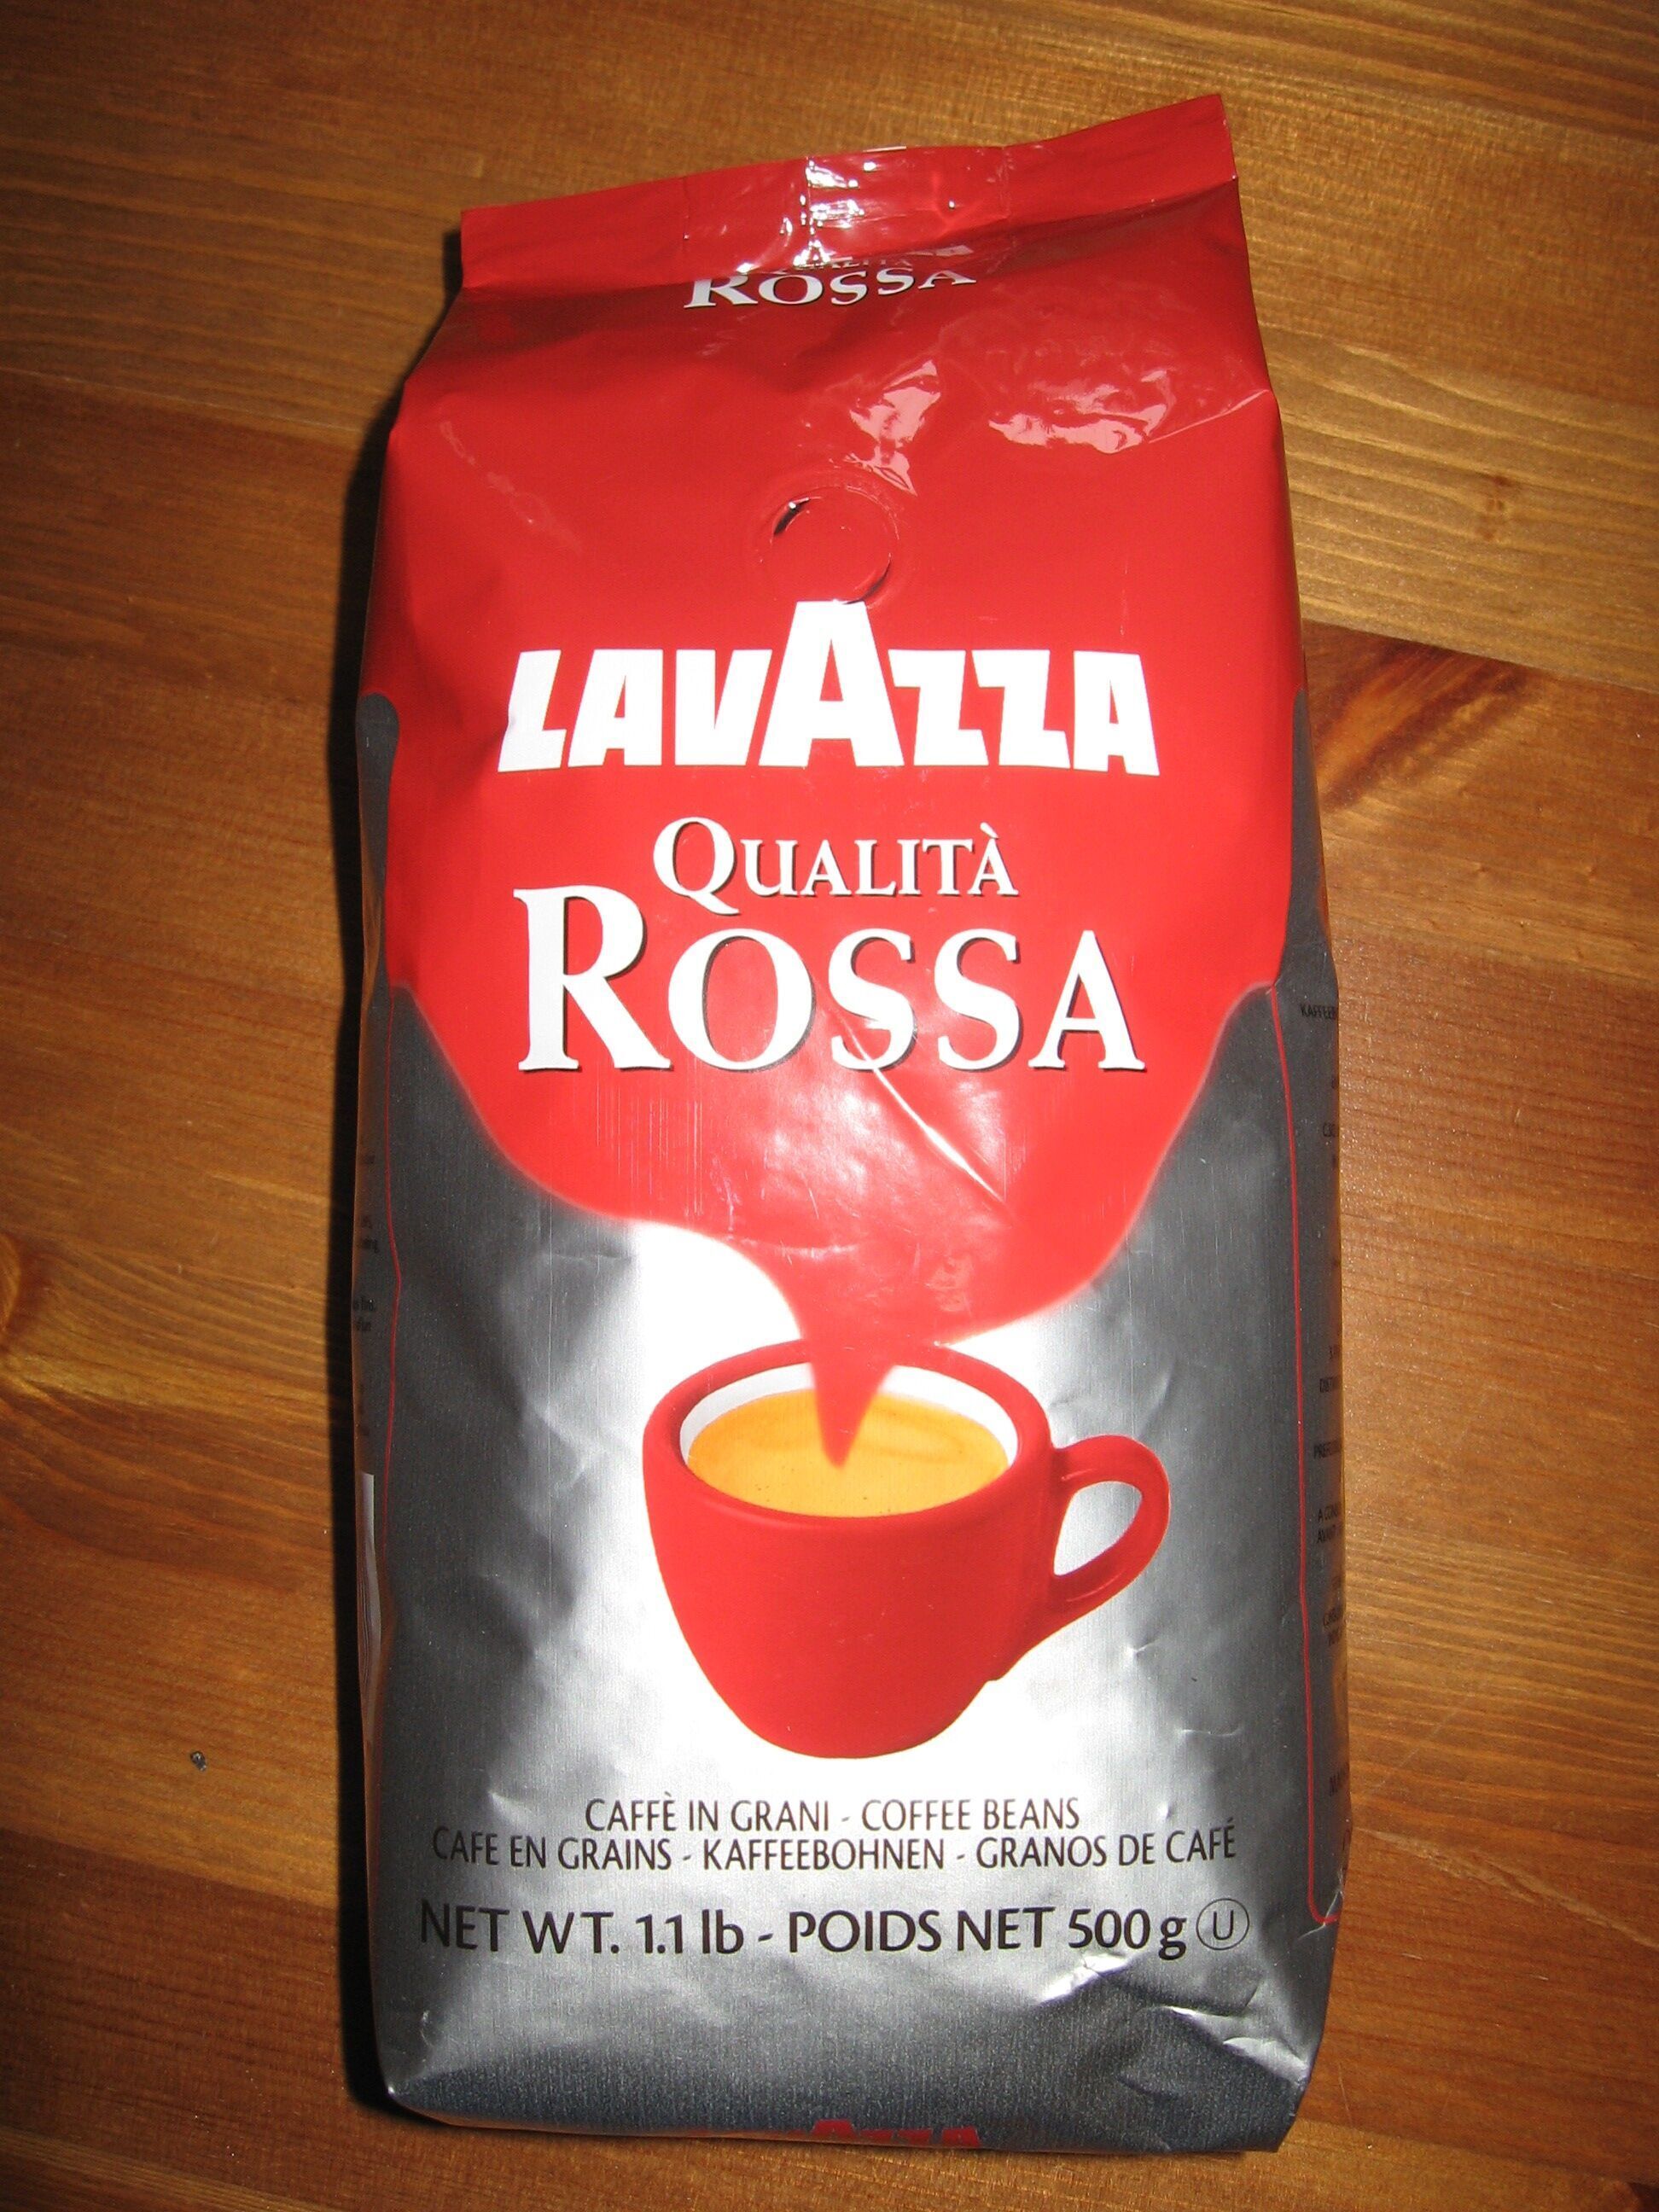 ROSSA
LAVAZZA
QUALITÀ
ROSSA
CAFFÈ IN GRANI - COFFEE BEANS
CAFE EN GRAINS - KAFFEEBOHNEN - GRANOS DE CAFÉ
NET WT. 1.1 lb - POIDS NET 500 g U